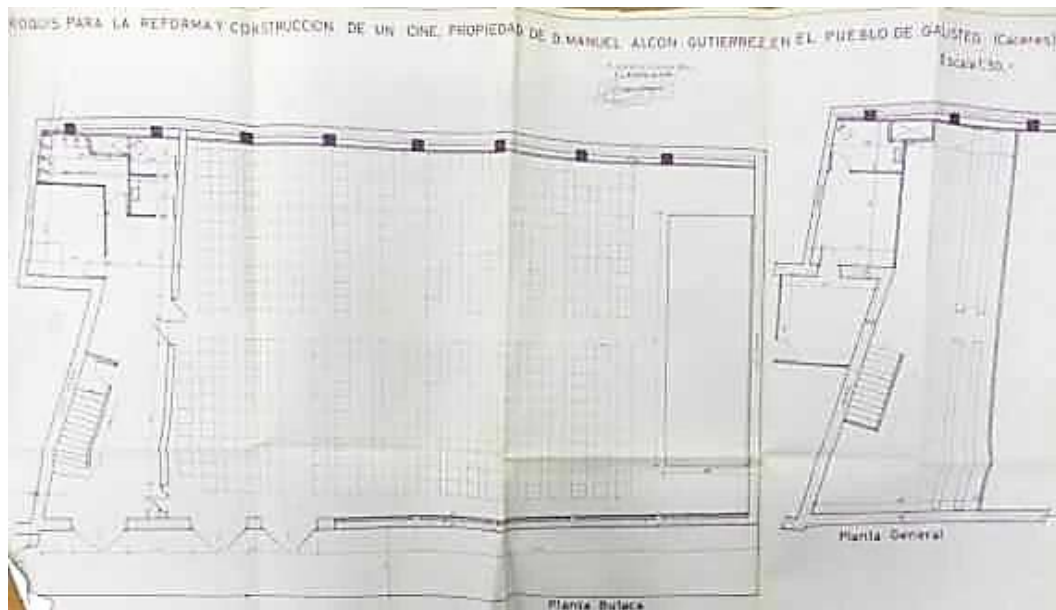 ROQUIS PARA LA REFORMA Y CONSTRUCCION DE UN CINE, PROPIEDAD DE D. MANUEL ALCON GUTIERREZ, EN EL PUEBLO DE GALISTEO (Caceres)
Escala 1:50.-
Planta General
Planta Butaca